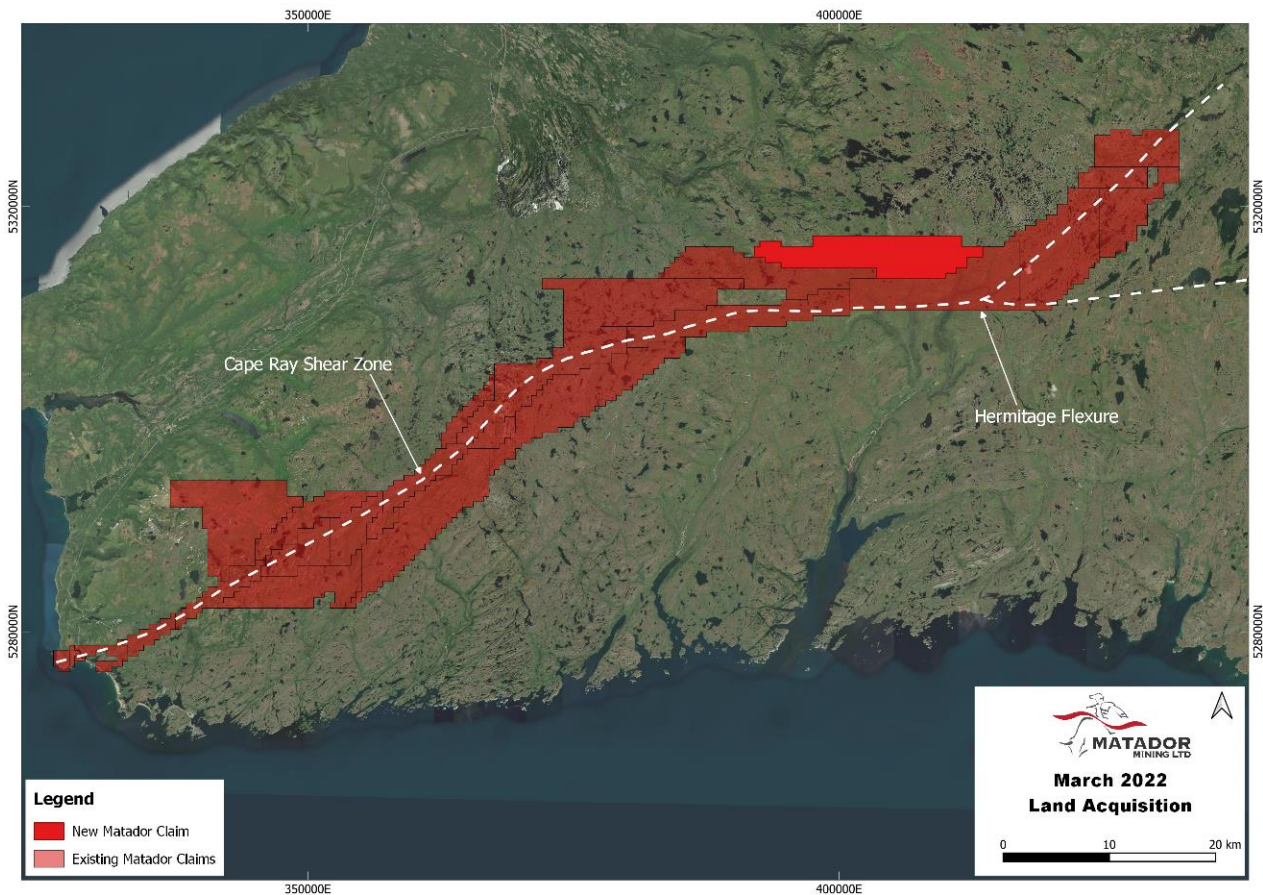 350000E
400000E
5320000N
5320000N
Cape Ray Shear Zone
Hermitage Flexure
5280000N
5280000N
MATADOR
MINING LTD
March 2022
Land Acquisition
0 10 20 km
Legend
New Matador Claim
Existing Matador Claims
350000E
400000E